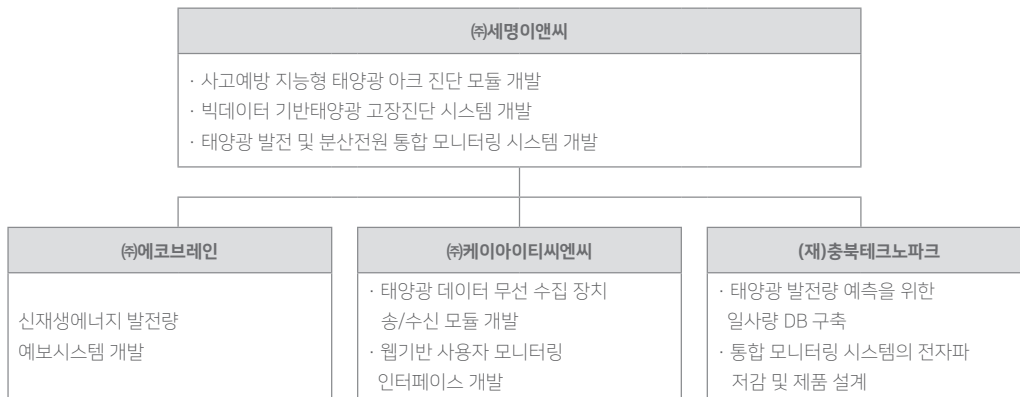 ㈜세명이앤씨
· 사고예방 지능형 태양광 아크 진단 모듈 개발
· 빅데이터 기반태양광 고장진단 시스템 개발
· 태양광 발전 및 분산전원 통합 모니터링 시스템 개발
㈜에코브레인
신재생에너지 발전량
예보시스템 개발
㈜케이아이티씨엔씨
· 태양광 데이터 무선 수집 장치
송/수신 모듈 개발
· 웹기반 사용자 모니터링
인터페이스 개발
(재)충북테크노파크
· 태양광 발전량 예측을 위한
일사량 DB 구축
· 통합 모니터링 시스템의 전자파
저감 및 제품 설계